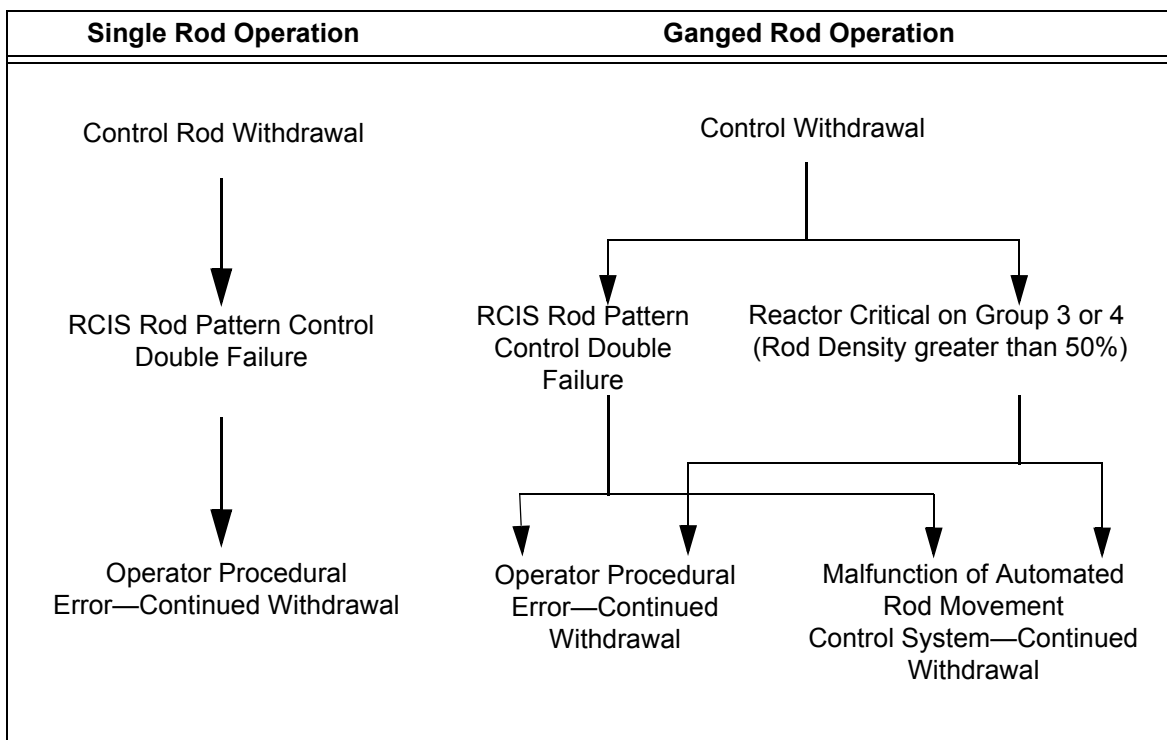 Single Rod Operation
Ganged Rod Operation
Control Rod Withdrawal
RCIS Rod Pattern Control
Double Failure
Operator Procedural
Error—Continued Withdrawal
Control Withdrawal
RCIS Rod Pattern
Control Double
Failure
Reactor Critical on Group 3 or 4
(Rod Density greater than 50%)
Operator Procedural
Error—Continued
Withdrawal
Malfunction of Automated
Rod Movement
Control System—Continued
Withdrawal